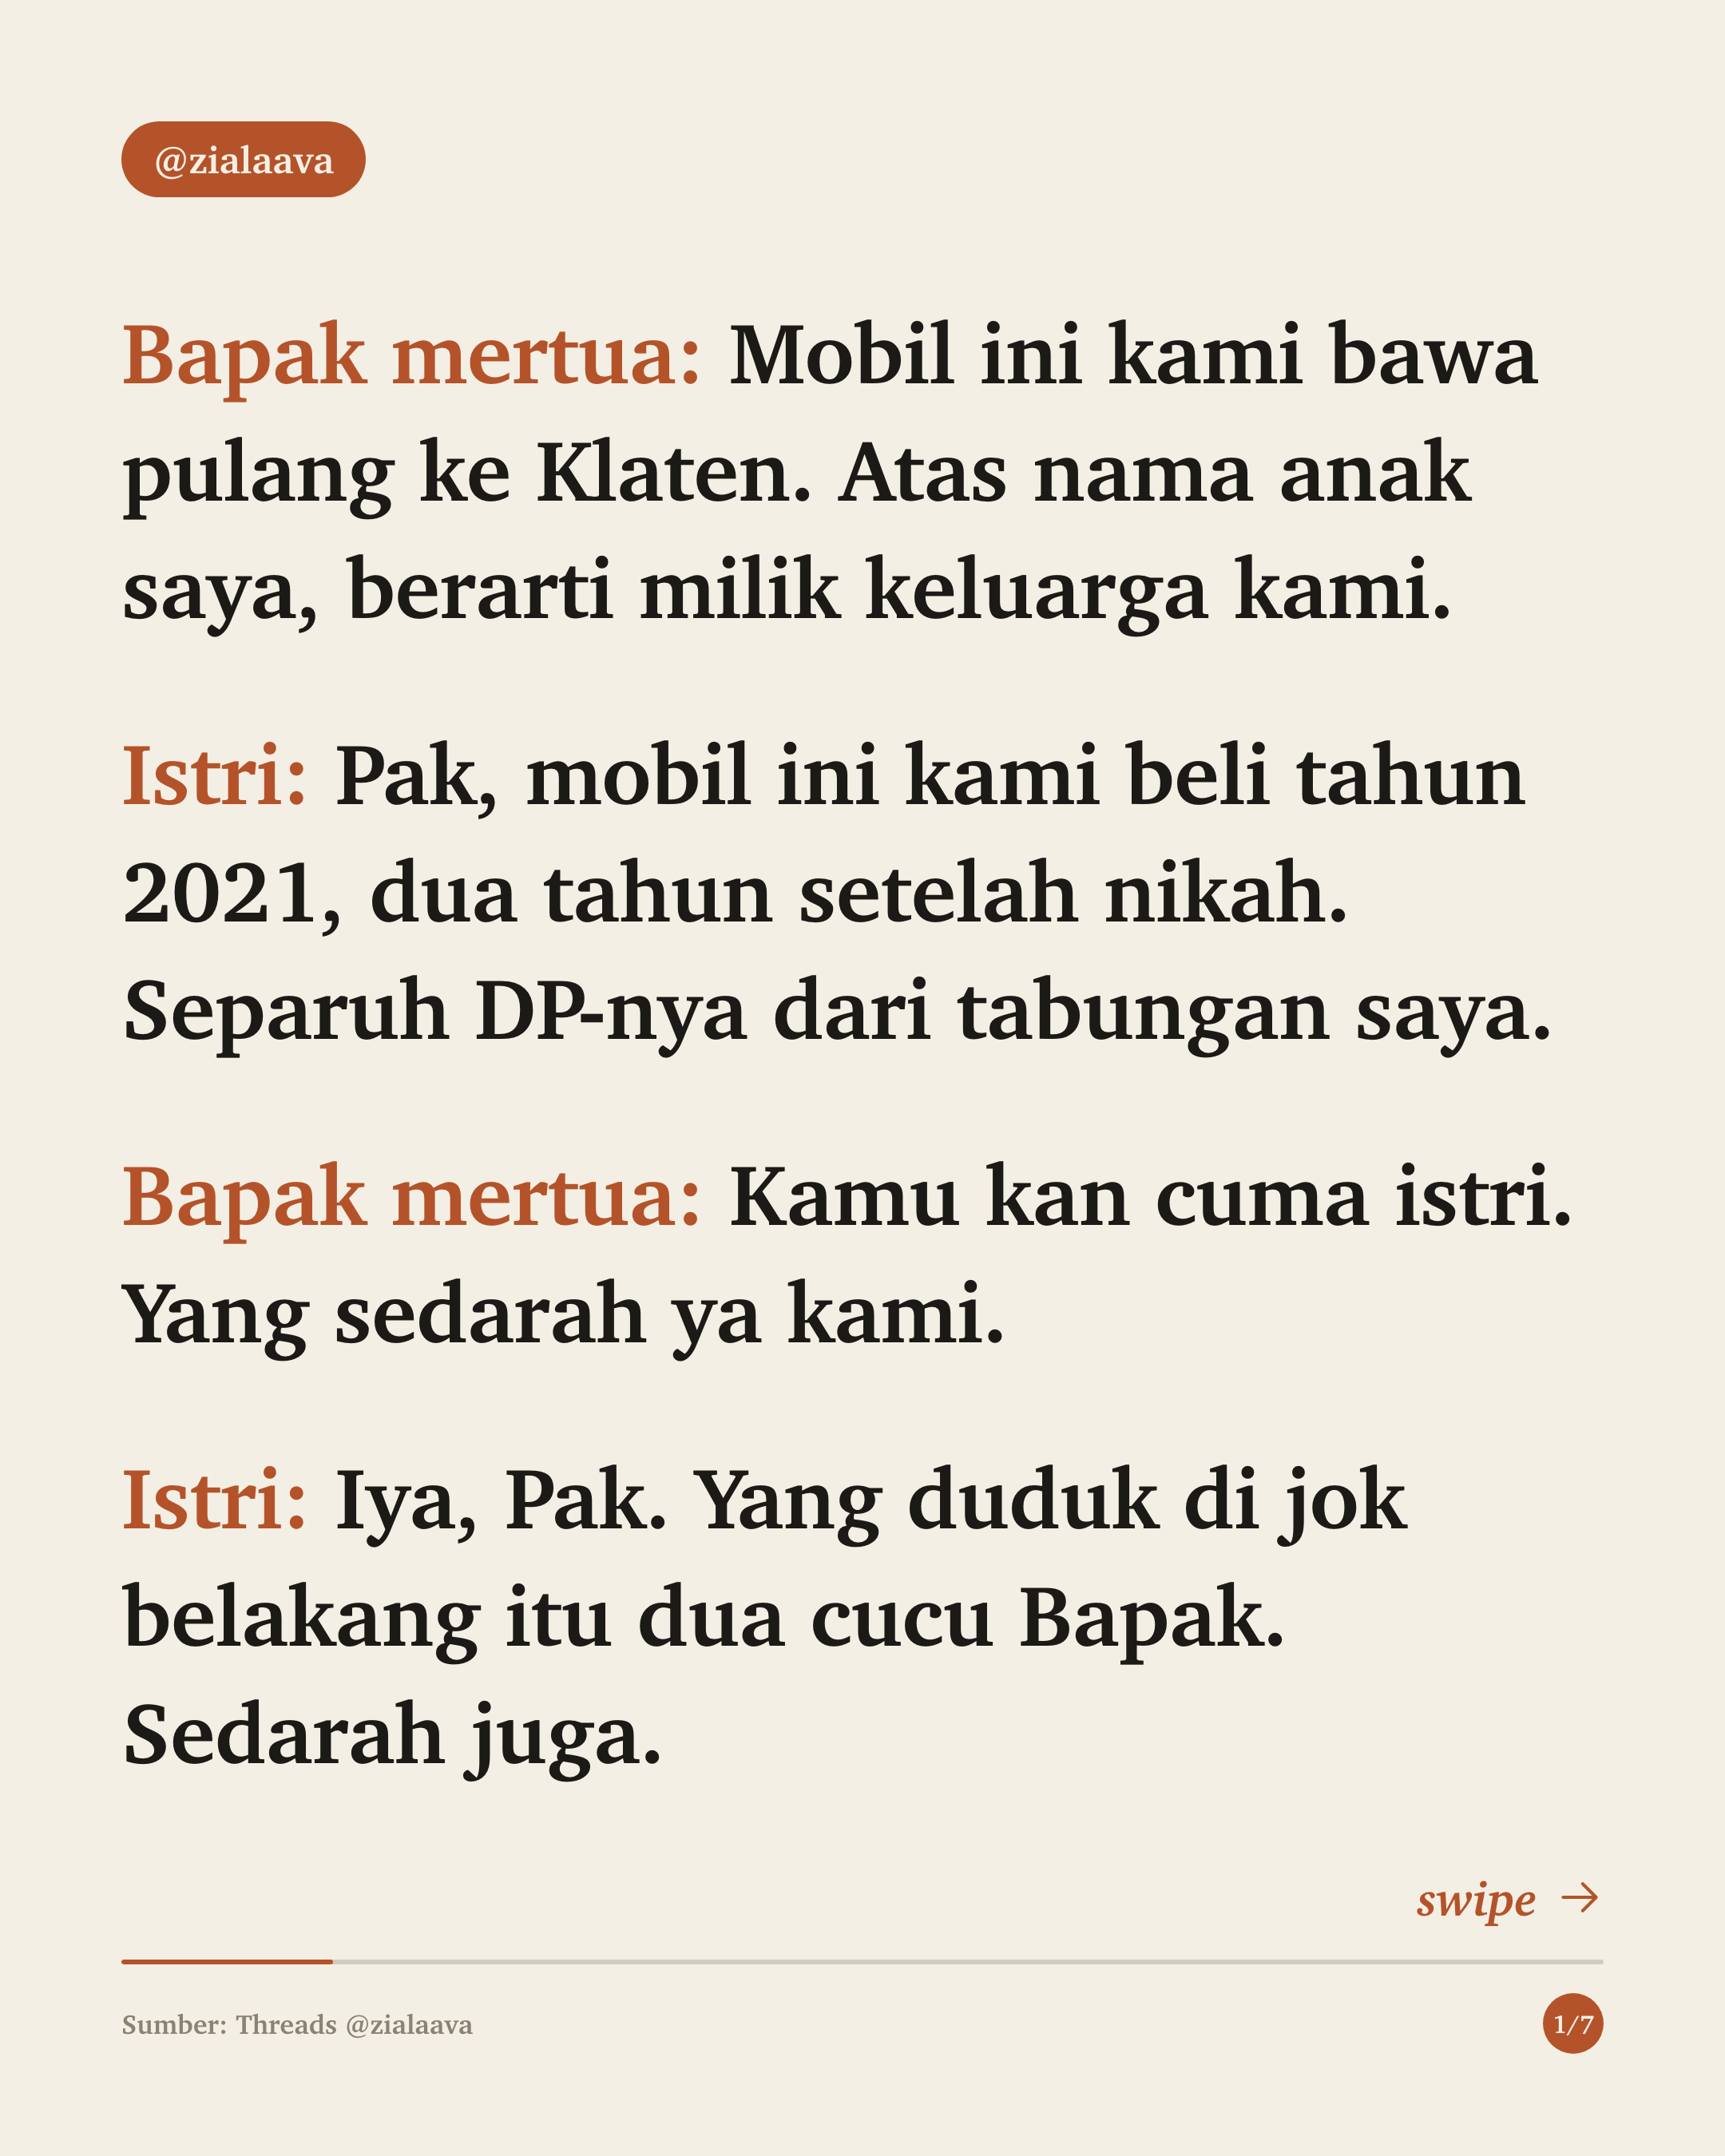 @zialaava
Bapak mertua: Mobil ini kami bawa
pulang ke Klaten. Atas nama anak
saya, berarti milik keluarga kami.
Istri: Pak, mobil ini kami beli tahun
2021, dua tahun setelah nikah.
Separuh DP-nya dari tabungan saya.
Bapak mertua: Kamu kan cuma istri.
Yang sedarah ya kami.
Istri: Iya, Pak. Yang duduk di jok
belakang itu dua cucu Bapak.
Sedarah juga.
swipe →
Sumber: Threads @zialaava
1/7